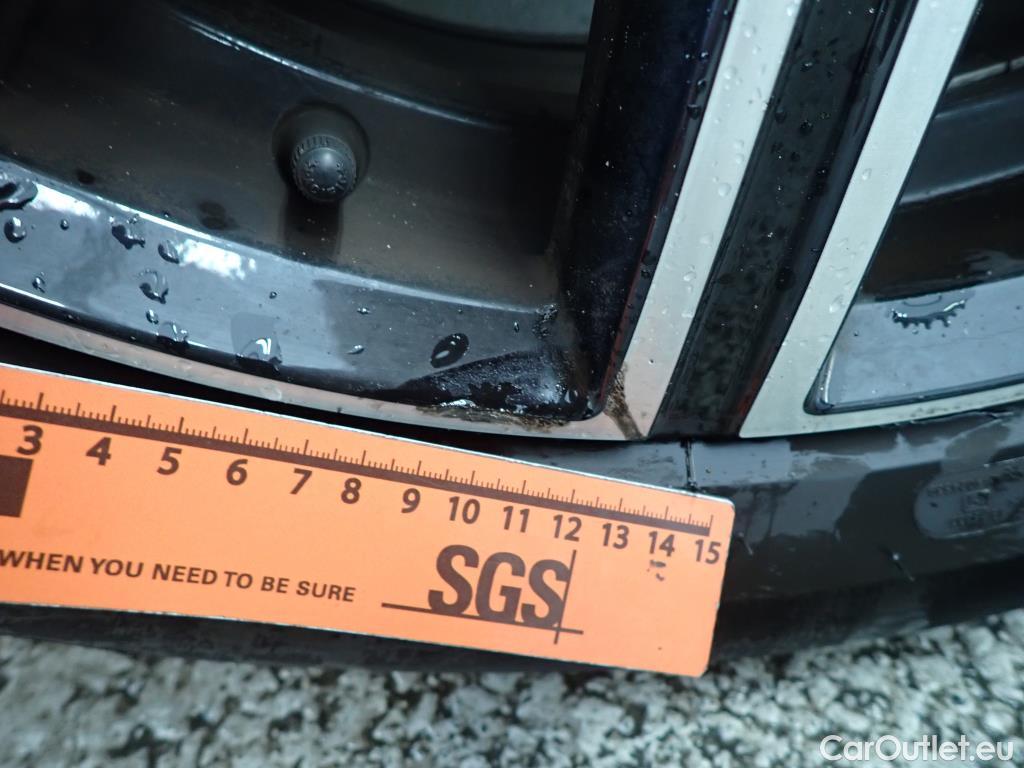 3 4 5 6 7 8 9 10 11 12 13 14 15
WHEN YOU NEED TO BE SURE
SGS
CarOutlet.eu